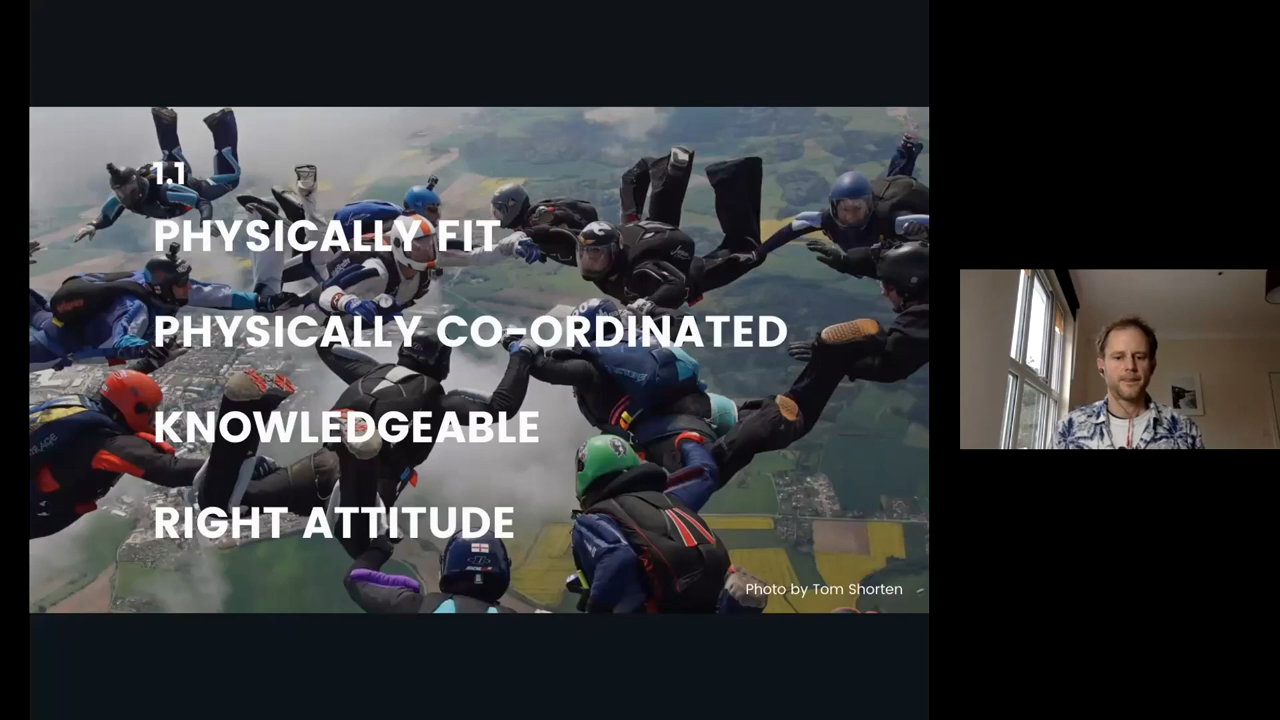 1.1
PHYSICALLY FIT
PHYSICALLY CO-ORDINATED
KNOWLEDGEABLE
RIGHT ATTITUDE
Photo by Tom Shorten